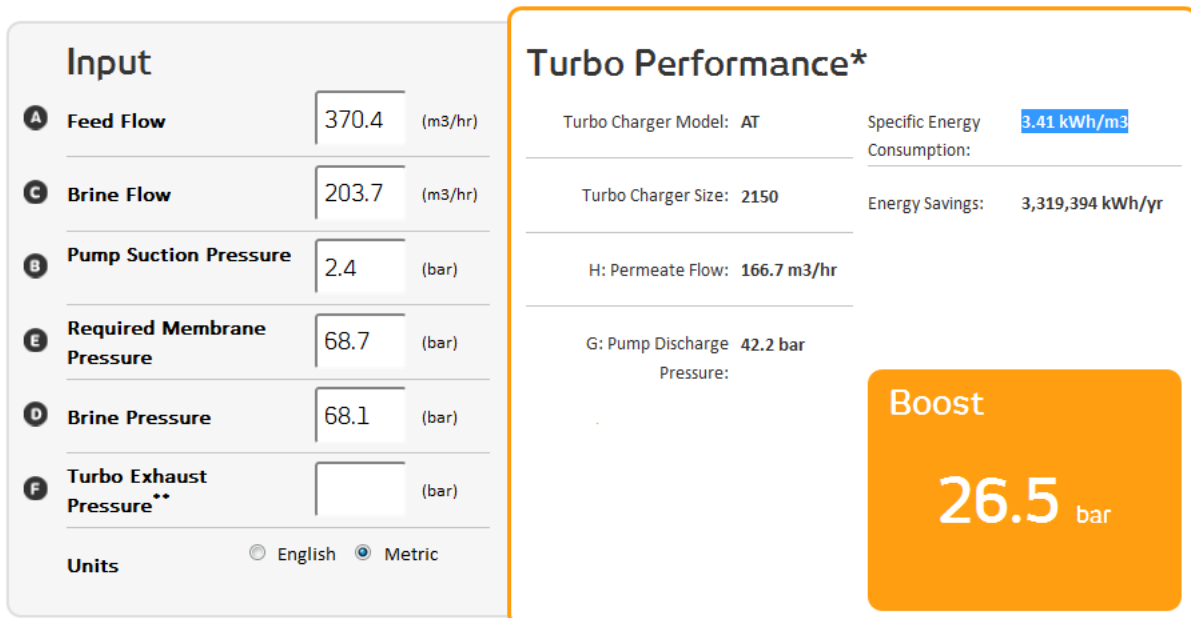 Input
A Feed Flow 370.4 (m3/hr)
C Brine Flow 203.7 (m3/hr)
B Pump Suction Pressure 2.4 (bar)
E Required Membrane
Pressure 68.7 (bar)
D Brine Pressure 68.1 (bar)
F Turbo Exhaust
Pressure** (bar)
Units English Metric
Turbo Performance*
Turbo Charger Model: AT
Turbo Charger Size: 2150
H: Permeate Flow: 166.7 m3/hr
G: Pump Discharge 42.2 bar
Pressure:
Specific Energy 3.41 kWh/m3
Consumption:
Energy Savings: 3,319,394 kWh/yr
Boost
26.5 bar